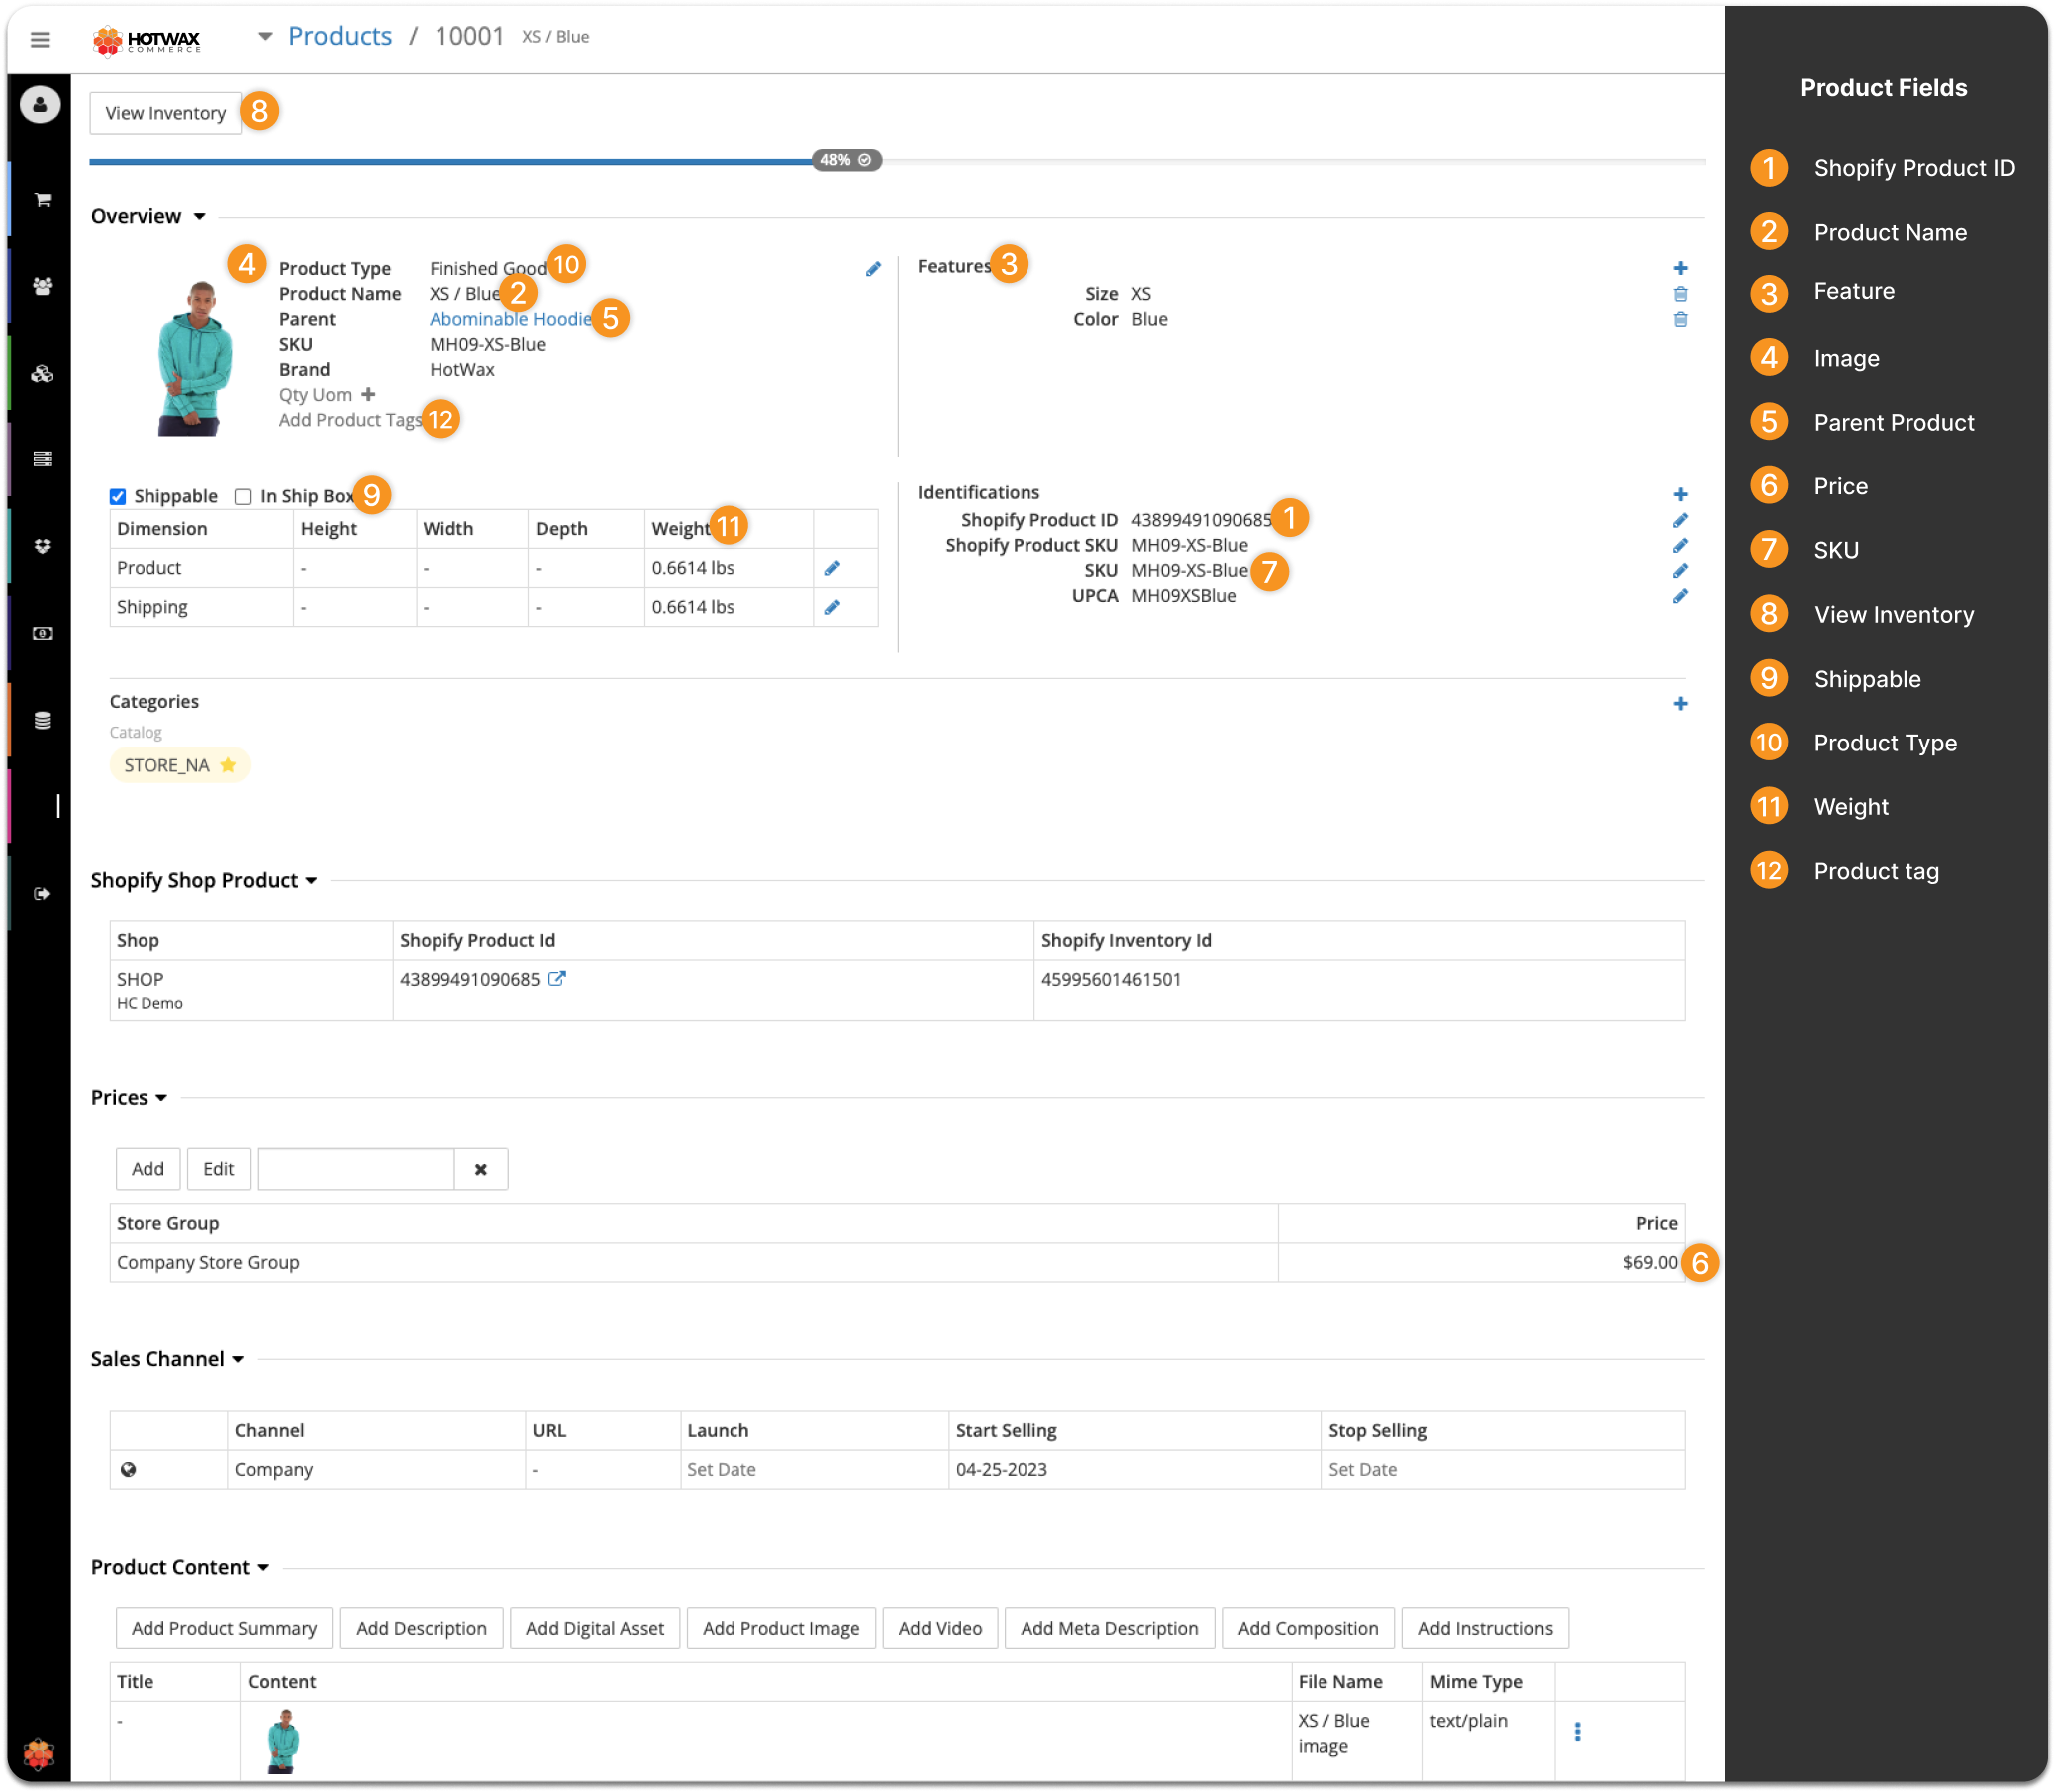 HOTWAX
COMMERCE
Products / 10001 XS / Blue
View Inventory 8
48%
Overview
4
Product Type Finished Good 10
Product Name XS / Blue 2
Parent Abominable Hoodie 5
SKU MH09-XS-Blue
Brand HotWax
Qty Uom
Add Product Tags 12
Features 3
Size XS
Color Blue
Shippable In Ship Box 9
Dimension Height Width Depth Weight 11
Product - - - 0.6614 lbs
Shipping - - - 0.6614 lbs
Identifications
Shopify Product ID 43899491090685 1
Shopify Product SKU MH09-XS-Blue
SKU MH09-XS-Blue 7
UPCA MH09XSBlue
Categories
Catalog
STORE_NA
Shopify Shop Product
Shop Shopify Product Id Shopify Inventory Id
SHOP 43899491090685 45995601461501
HC Demo
Prices
Add Edit
Store Group Price
Company Store Group $69.00 6
Sales Channel
Channel URL Launch Start Selling Stop Selling
Company - Set Date 04-25-2023 Set Date
Product Content
Add Product Summary Add Description Add Digital Asset Add Product Image Add Video Add Meta Description Add Composition Add Instructions
Title Content File Name Mime Type
- XS / Blue text/plain
image
Product Fields
1 Shopify Product ID
2 Product Name
3 Feature
4 Image
5 Parent Product
6 Price
7 SKU
8 View Inventory
9 Shippable
10 Product Type
11 Weight
12 Product tag